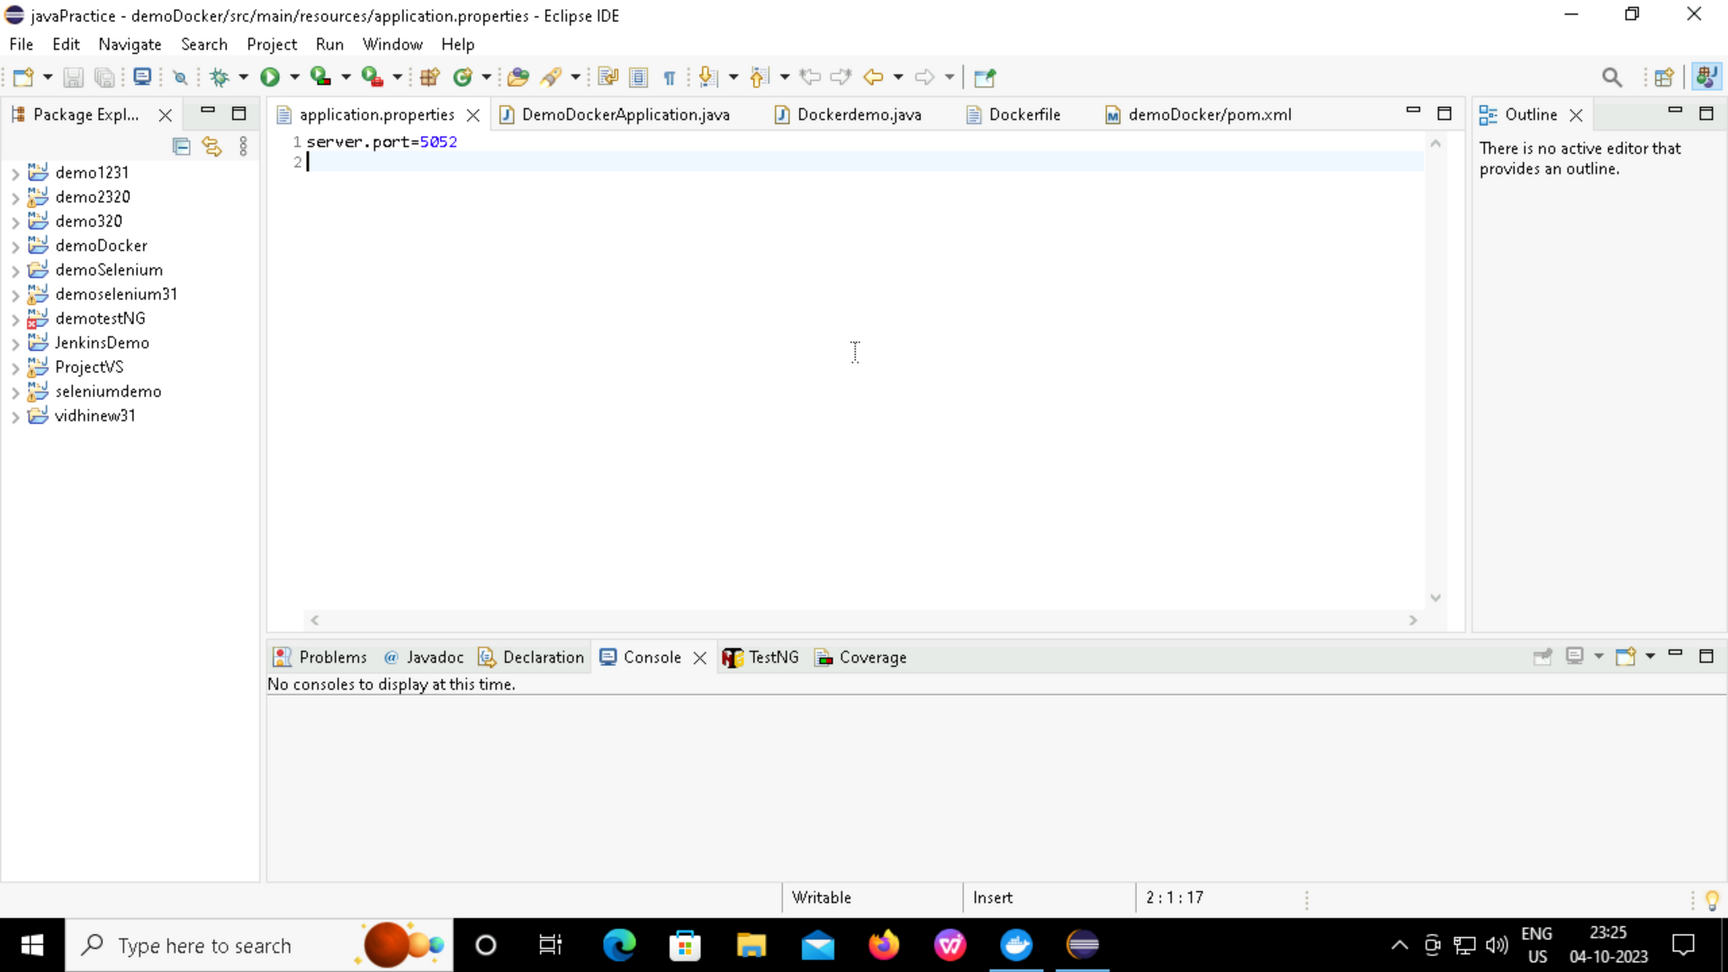 javaPractice - demoDocker/src/main/resources/application.properties - Eclipse IDE
File Edit Navigate Search Project Run Window Help
Package Expl...
application.properties
DemoDockerApplication.java
Dockerdemo.java
Dockerfile
demoDocker/pom.xml
Outline
1 server.port=5052
2
There is no active editor that
provides an outline.
demo1231
demo2320
demo320
demoDocker
demoSelenium
demoselenium31
demotestNG
JenkinsDemo
ProjectVS
seleniumdemo
vidhinew31
Problems @ Javadoc Declaration Console TestNG Coverage
No consoles to display at this time.
Writable Insert 2 : 1 : 17
Type here to search
ENG
US
23:25
04-10-2023